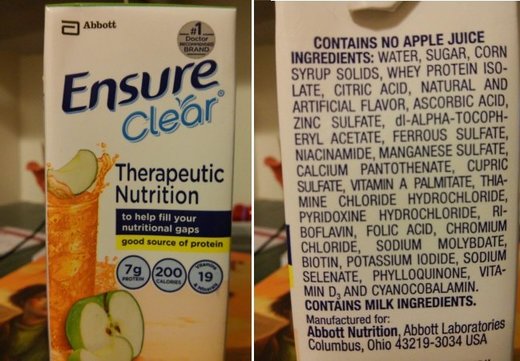 Abbott
#1
Doctor
RECOMMENDED
BRAND
Ensure
Clear®
Therapeutic
Nutrition
to help fill your
nutritional gaps
good source of protein
7g
PROTEIN
200
CALORIES
VITAMINS
19
& MINERALS
CONTAINS NO APPLE JUICE
INGREDIENTS: WATER, SUGAR, CORN
SYRUP SOLIDS, WHEY PROTEIN ISO-
LATE, CITRIC ACID, NATURAL AND
ARTIFICIAL FLAVOR, ASCORBIC ACID,
ZINC SULFATE, dl-ALPHA-TOCOPH-
ERYL ACETATE, FERROUS SULFATE,
NIACINAMIDE, MANGANESE SULFATE,
CALCIUM PANTOTHENATE, CUPRIC
SULFATE, VITAMIN A PALMITATE, THIA-
MINE CHLORIDE HYDROCHLORIDE,
PYRIDOXINE HYDROCHLORIDE, RI-
BOFLAVIN, FOLIC ACID, CHROMIUM
CHLORIDE, SODIUM MOLYBDATE,
BIOTIN, POTASSIUM IODIDE, SODIUM
SELENATE, PHYLLOQUINONE, VITA-
MIN D₃ AND CYANOCOBALAMIN.
CONTAINS MILK INGREDIENTS.
Manufactured for:
Abbott Nutrition, Abbott Laboratories
Columbus, Ohio 43219-3034 USA